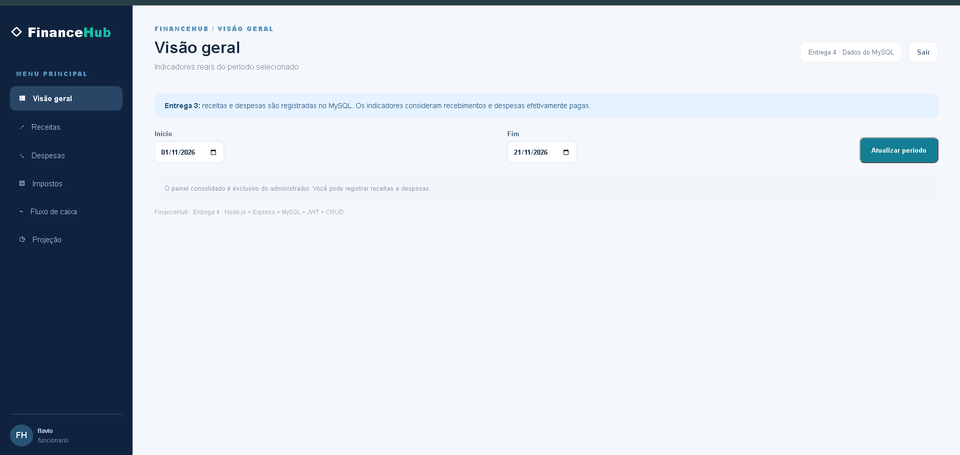 FinanceHub
MENU PRINCIPAL
Visão geral
Receitas
Despesas
Impostos
Fluxo de caixa
Projeção
FH
flavio
funcionario
FINANCEHUB / VISÃO GERAL
Visão geral
Indicadores reais do período selecionado
Entrega 4 · Dados do MySQL
Sair
Entrega 3: receitas e despesas são registradas no MySQL. Os indicadores consideram recebimentos e despesas efetivamente pagas.
Início
01/11/2026
Fim
21/11/2026
Atualizar período
O painel consolidado é exclusivo do administrador. Você pode registrar receitas e despesas.
FinanceHub · Entrega 4 · Node.js + Express + MySQL + JWT + CRUD